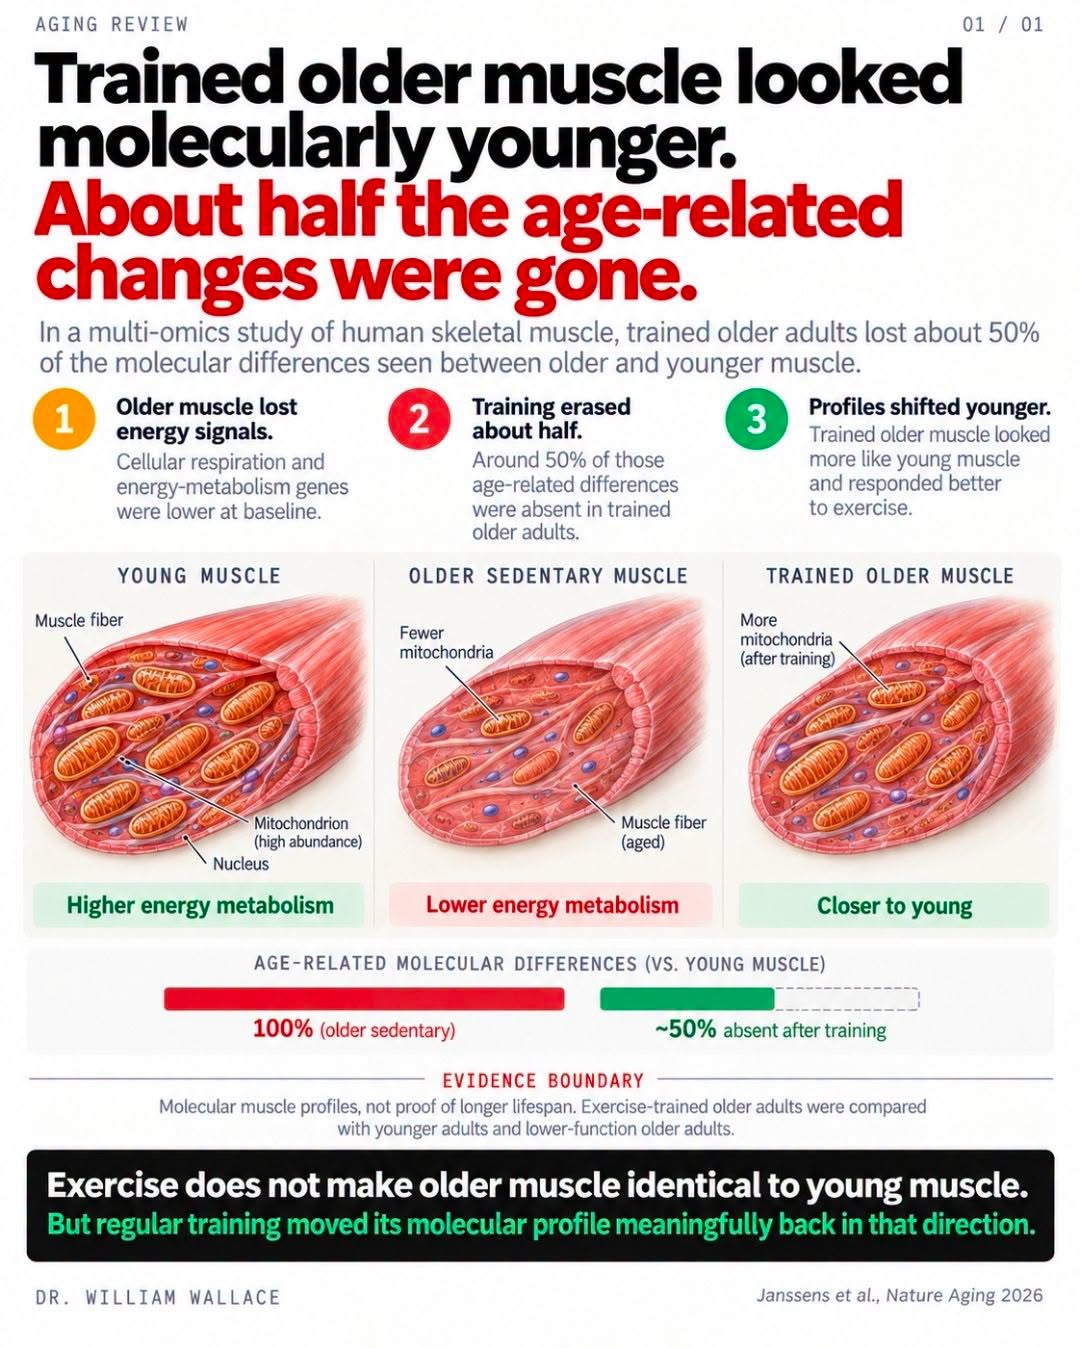 AGING REVIEW
01 / 01
Trained older muscle looked
molecularly younger.
About half the age-related
changes were gone.
In a multi-omics study of human skeletal muscle, trained older adults lost about 50%
of the molecular differences seen between older and younger muscle.
1
Older muscle lost
energy signals.
Cellular respiration and
energy-metabolism genes
were lower at baseline.
2
Training erased
about half.
Around 50% of those
age-related differences
were absent in trained
older adults.
3
Profiles shifted younger.
Trained older muscle looked
more like young muscle
and responded better
to exercise.
YOUNG MUSCLE
Muscle fiber
Mitochondrion
(high abundance)
Nucleus
Higher energy metabolism
OLDER SEDENTARY MUSCLE
Fewer
mitochondria
Muscle fiber
(aged)
Lower energy metabolism
TRAINED OLDER MUSCLE
More
mitochondria
(after training)
Closer to young
AGE-RELATED MOLECULAR DIFFERENCES (VS. YOUNG MUSCLE)
100% (older sedentary)
~50% absent after training
EVIDENCE BOUNDARY
Molecular muscle profiles, not proof of longer lifespan. Exercise-trained older adults were compared
with younger adults and lower-function older adults.
Exercise does not make older muscle identical to young muscle.
But regular training moved its molecular profile meaningfully back in that direction.
DR. WILLIAM WALLACE
Janssens et al., Nature Aging 2026